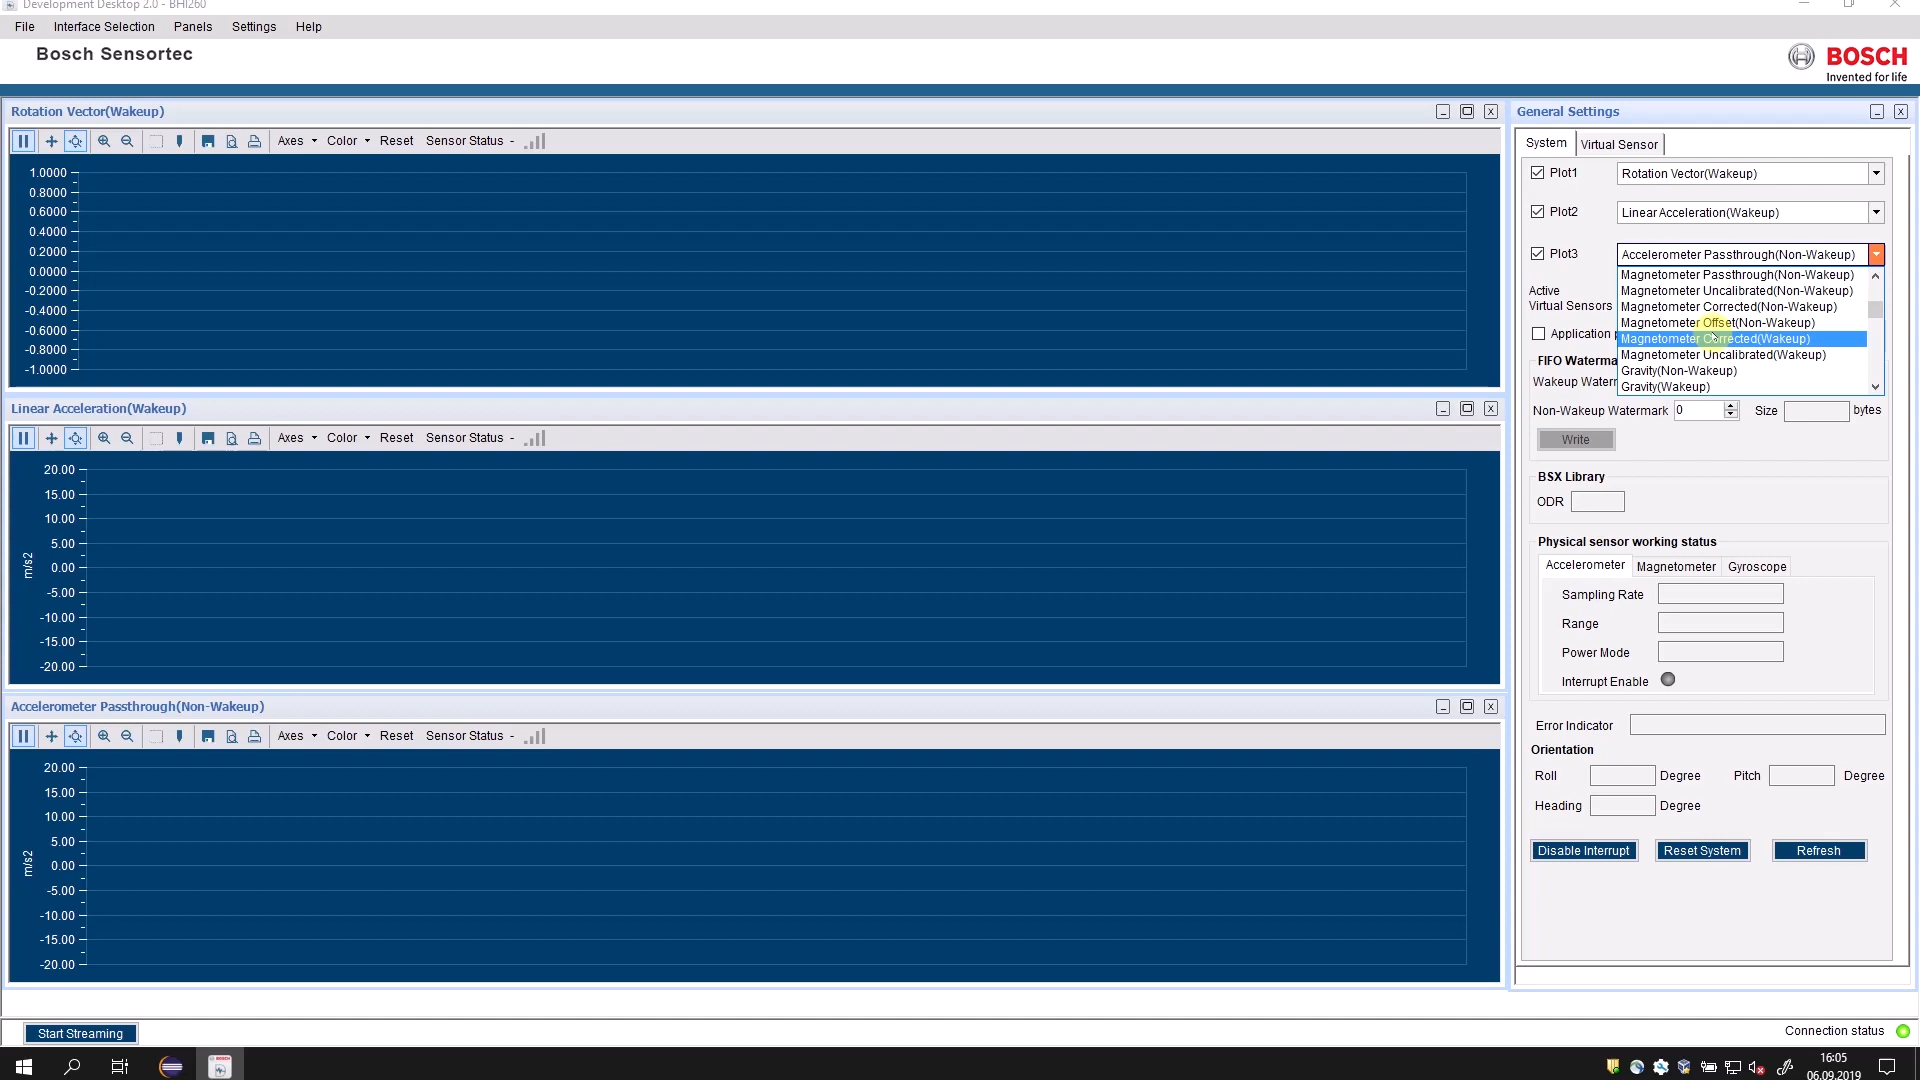 Development Desktop 2.0 - BHI260
File Interface Selection Panels Settings Help
Bosch Sensortec
BOSCH
Invented for life
Rotation Vector(Wakeup)
Axes Color Reset Sensor Status -
1.0000
0.8000
0.6000
0.4000
0.2000
0.0000
-0.2000
-0.4000
-0.6000
-0.8000
-1.0000
Linear Acceleration(Wakeup)
Axes Color Reset Sensor Status -
m/s2
20.00
15.00
10.00
5.00
0.00
-5.00
-10.00
-15.00
-20.00
Accelerometer Passthrough(Non-Wakeup)
Axes Color Reset Sensor Status -
m/s2
20.00
15.00
10.00
5.00
0.00
-5.00
-10.00
-15.00
-20.00
General Settings
System Virtual Sensor
Plot1 Rotation Vector(Wakeup)
Plot2 Linear Acceleration(Wakeup)
Plot3 Accelerometer Passthrough(Non-Wakeup)
Magnetometer Passthrough(Non-Wakeup)
Magnetometer Uncalibrated(Non-Wakeup)
Magnetometer Corrected(Non-Wakeup)
Magnetometer Offset(Non-Wakeup)
Magnetometer Corrected(Wakeup)
Magnetometer Uncalibrated(Wakeup)
Gravity(Non-Wakeup)
Gravity(Wakeup)
Active
Virtual Sensors
Application
FIFO Waterma
Wakeup Water
Non-Wakeup Watermark 0 Size bytes
Write
BSX Library
ODR
Physical sensor working status
Accelerometer Magnetometer Gyroscope
Sampling Rate
Range
Power Mode
Interrupt Enable
Error Indicator
Orientation
Roll Degree Pitch Degree
Heading Degree
Disable Interrupt Reset System Refresh
Start Streaming
Connection status
16:05
06.09.2019